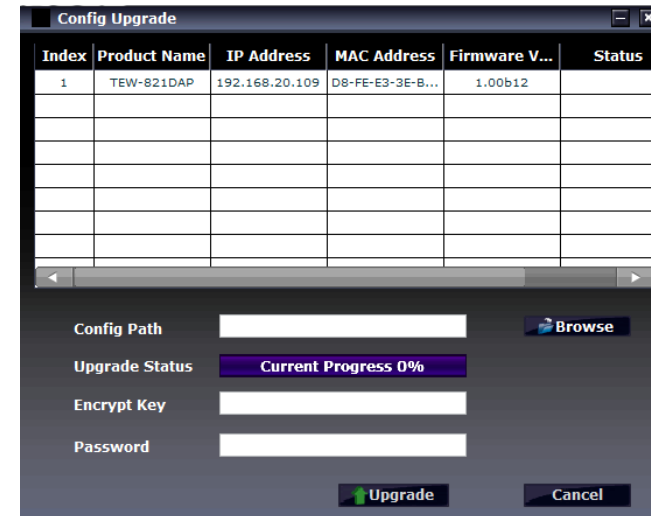 Config Upgrade
Index Product Name IP Address MAC Address Firmware V... Status
1 TEW-821DAP 192.168.20.109 D8-FE-E3-3E-B... 1.00b12
Config Path Browse
Upgrade Status Current Progress 0%
Encrypt Key
Password
Upgrade Cancel